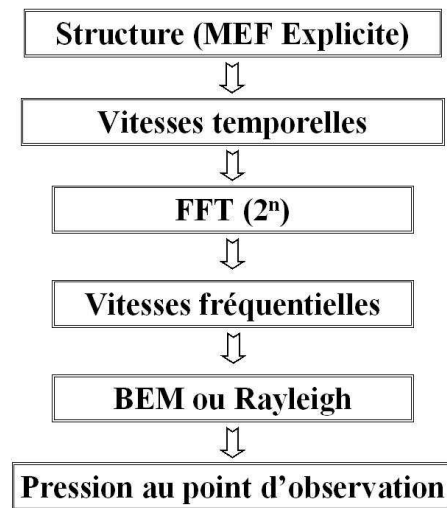 Structure (MEF Explicite)
Vitesses temporelles
FFT (2ⁿ)
Vitesses fréquentielles
BEM ou Rayleigh
Pression au point d’observation